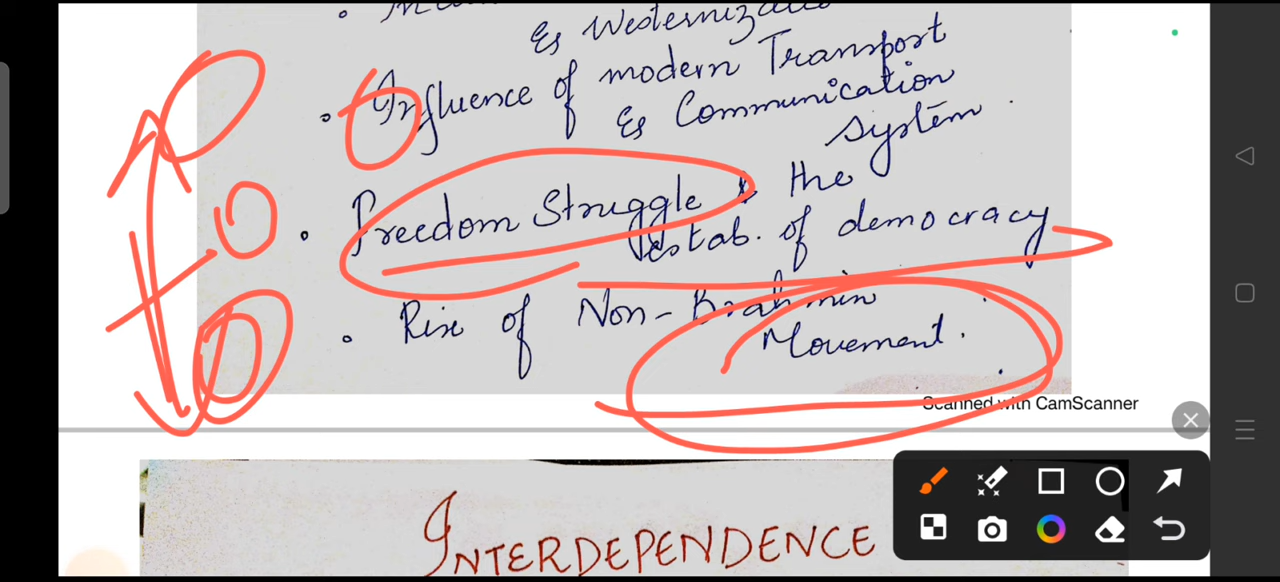 & Westerniz
• Influence of modern Transport
& Communication
system.
• Freedom Struggle & the
estab. of democracy
• Rise of Non-Brahmin
Movement.
Scanned with CamScanner
INTERDEPENDENCE